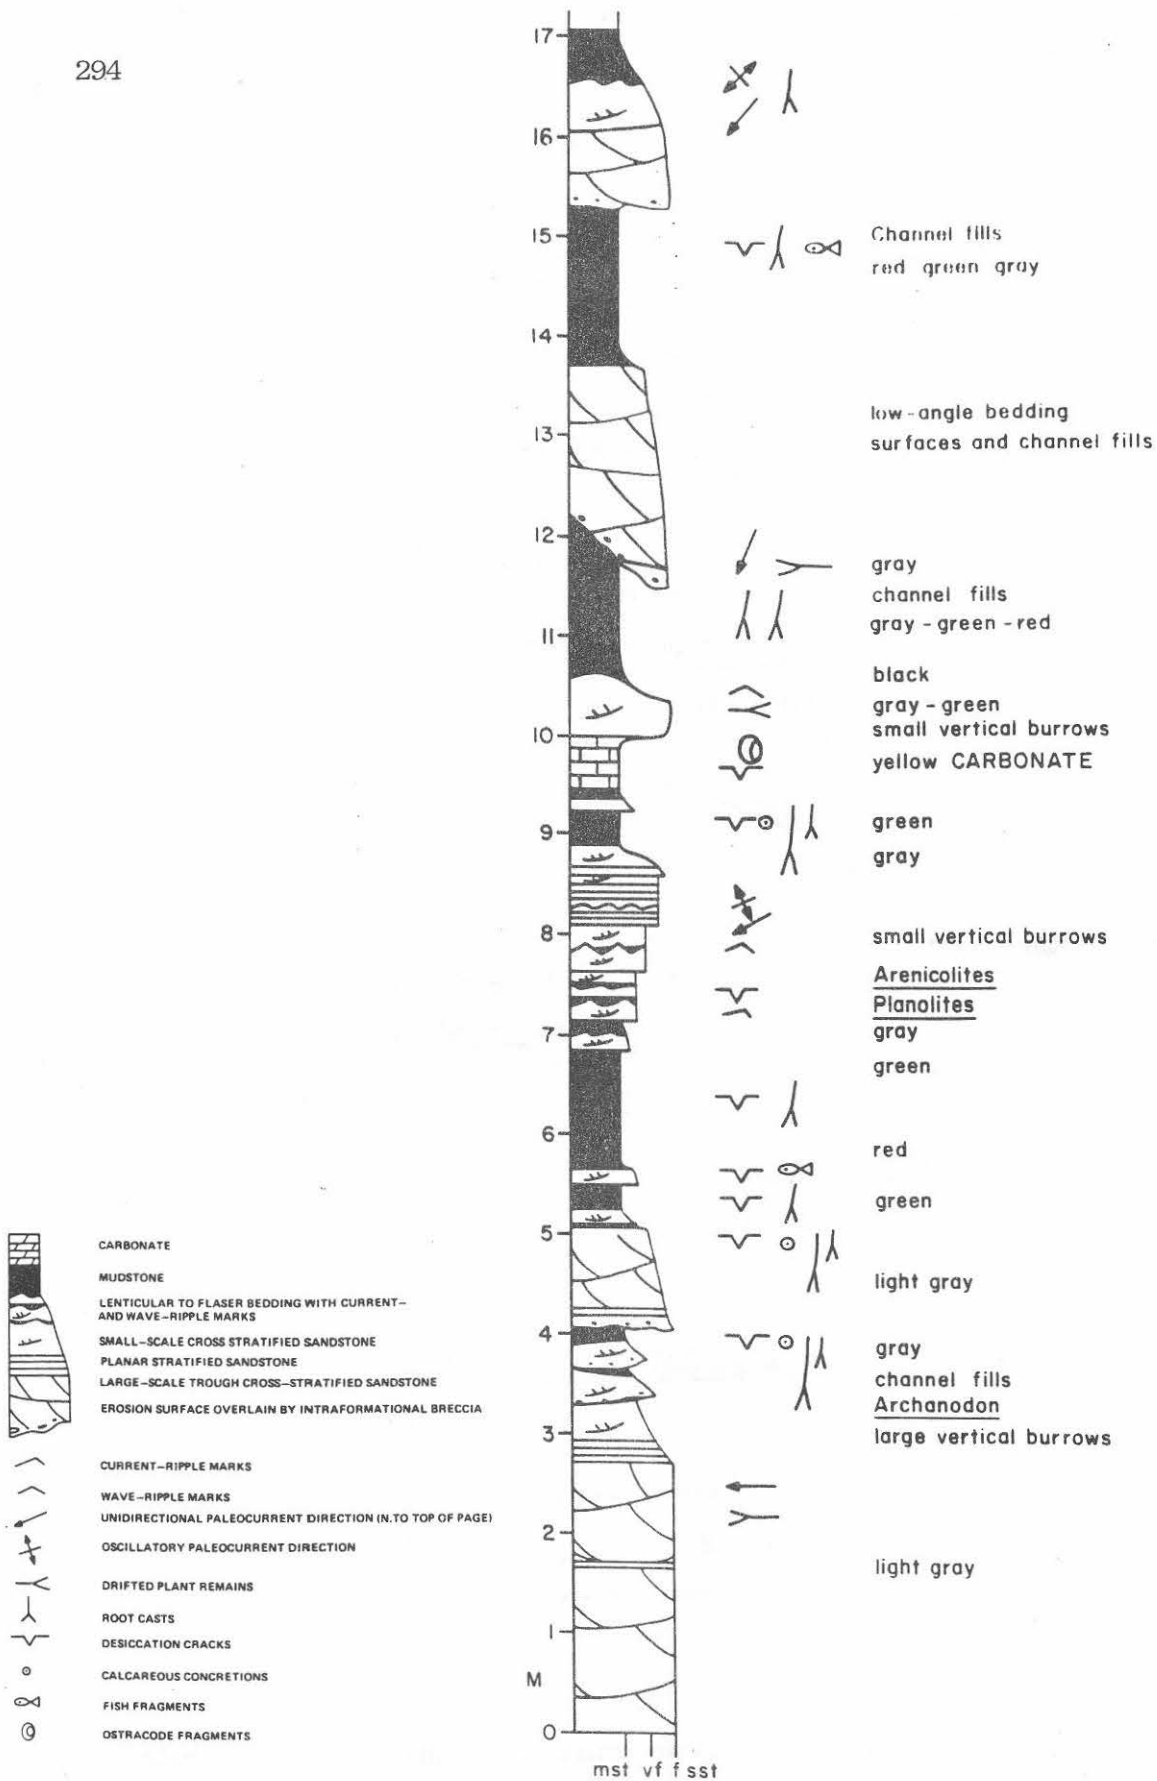 294
17
16
15
Channel fills
red green gray
14
low-angle bedding
13
surfaces and channel fills
12
gray
channel fills
11
gray-green-red
black
gray-green
10
small vertical burrows
yellow CARBONATE
9
green
gray
8
small vertical burrows
Arenicolites
Planolites
7
gray
green
6
red
green
5
light gray
4
gray
channel fills
Archanodon
3
large vertical burrows
2
light gray
1
M
0
mst vf f sst
CARBONATE
MUDSTONE
LENTICULAR TO FLASER BEDDING WITH CURRENT-
AND WAVE-RIPPLE MARKS
SMALL-SCALE CROSS STRATIFIED SANDSTONE
PLANAR STRATIFIED SANDSTONE
LARGE-SCALE TROUGH CROSS-STRATIFIED SANDSTONE
EROSION SURFACE OVERLAIN BY INTRAFORMATIONAL BRECCIA
CURRENT-RIPPLE MARKS
WAVE-RIPPLE MARKS
UNIDIRECTIONAL PALEOCURRENT DIRECTION (N.TO TOP OF PAGE)
OSCILLATORY PALEOCURRENT DIRECTION
DRIFTED PLANT REMAINS
ROOT CASTS
DESICCATION CRACKS
CALCAREOUS CONCRETIONS
FISH FRAGMENTS
OSTRACODE FRAGMENTS